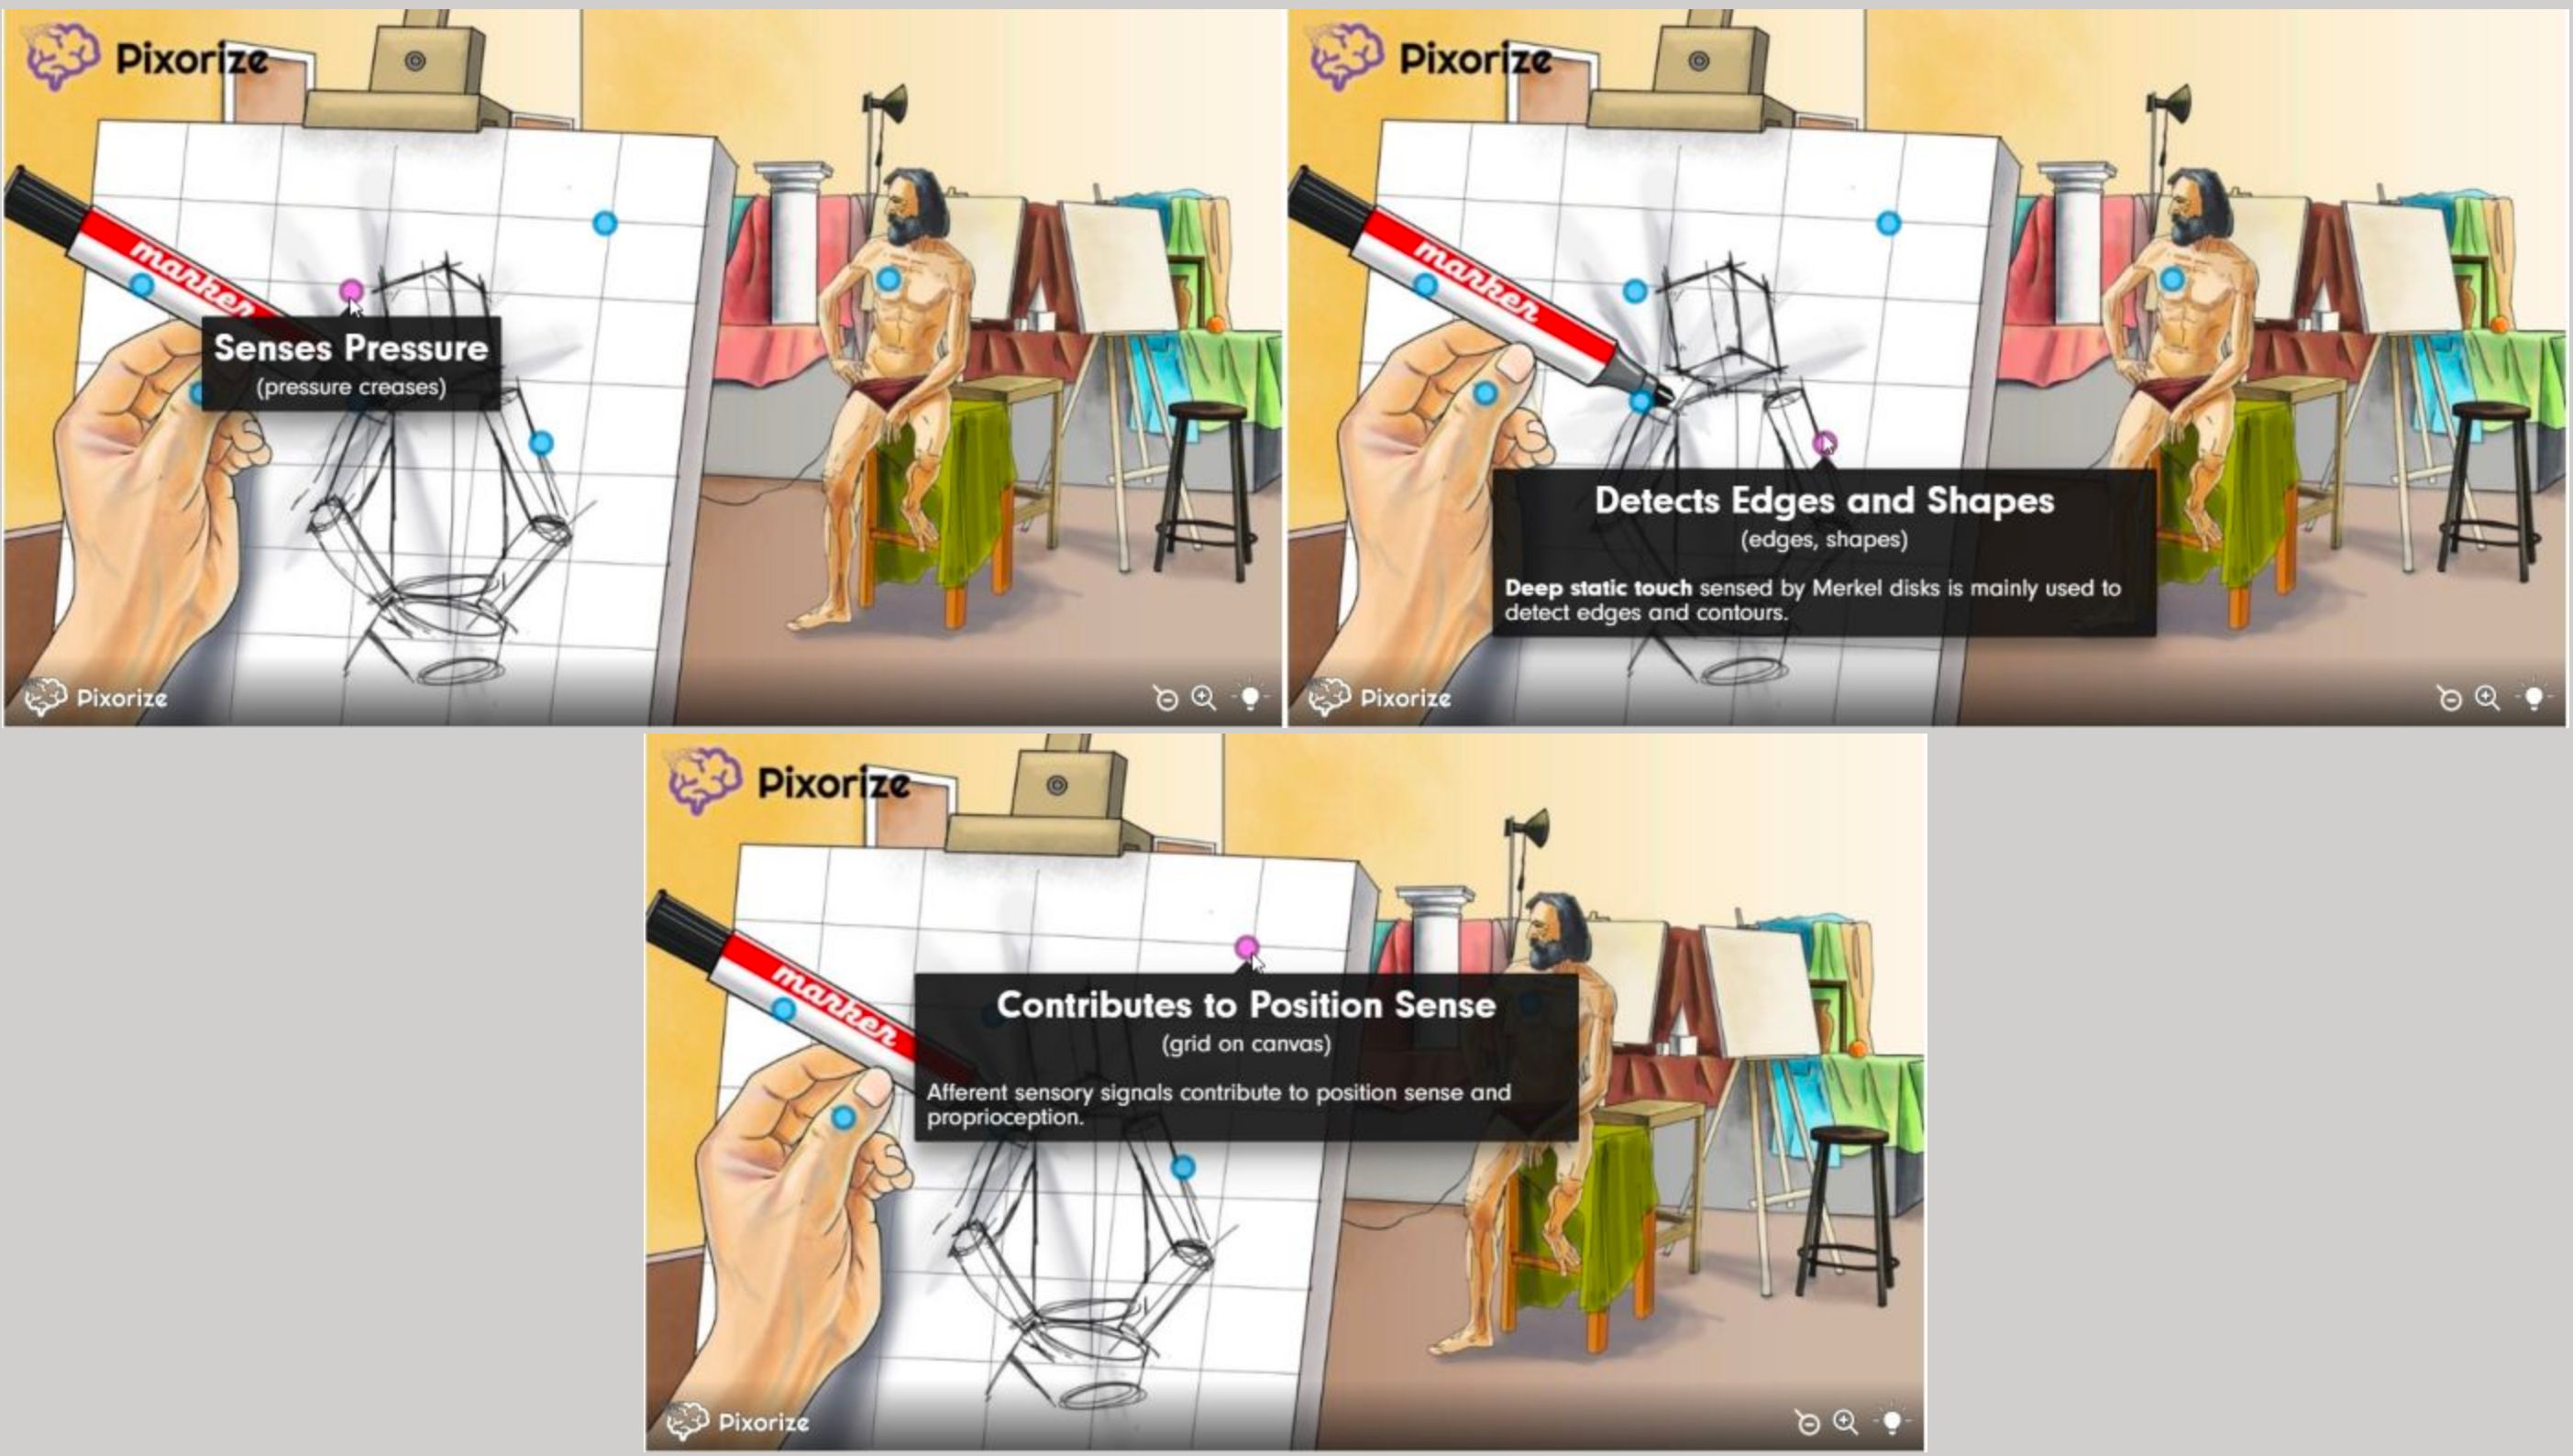 Pixorize
marker
Senses Pressure
(pressure creases)
Pixorize
Pixorize
marker
Detects Edges and Shapes
(edges, shapes)
Deep static touch sensed by Merkel disks is mainly used to
detect edges and contours.
Pixorize
Pixorize
marker
Contributes to Position Sense
(grid on canvas)
Afferent sensory signals contribute to position sense and
proprioception.
Pixorize